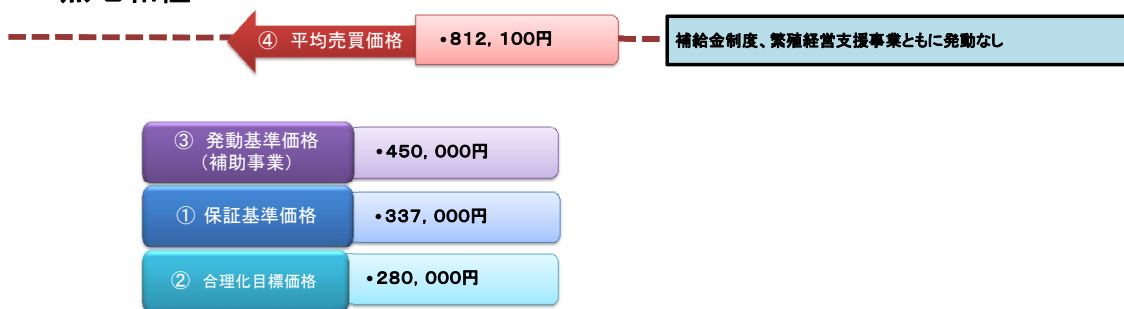 ④ 平均売買価格
•812, 100円
補給金制度、繁殖経営支援事業ともに発動なし
③ 発動基準価格
(補助事業)
•450, 000円
① 保証基準価格
•337, 000円
② 合理化目標価格
•280, 000円